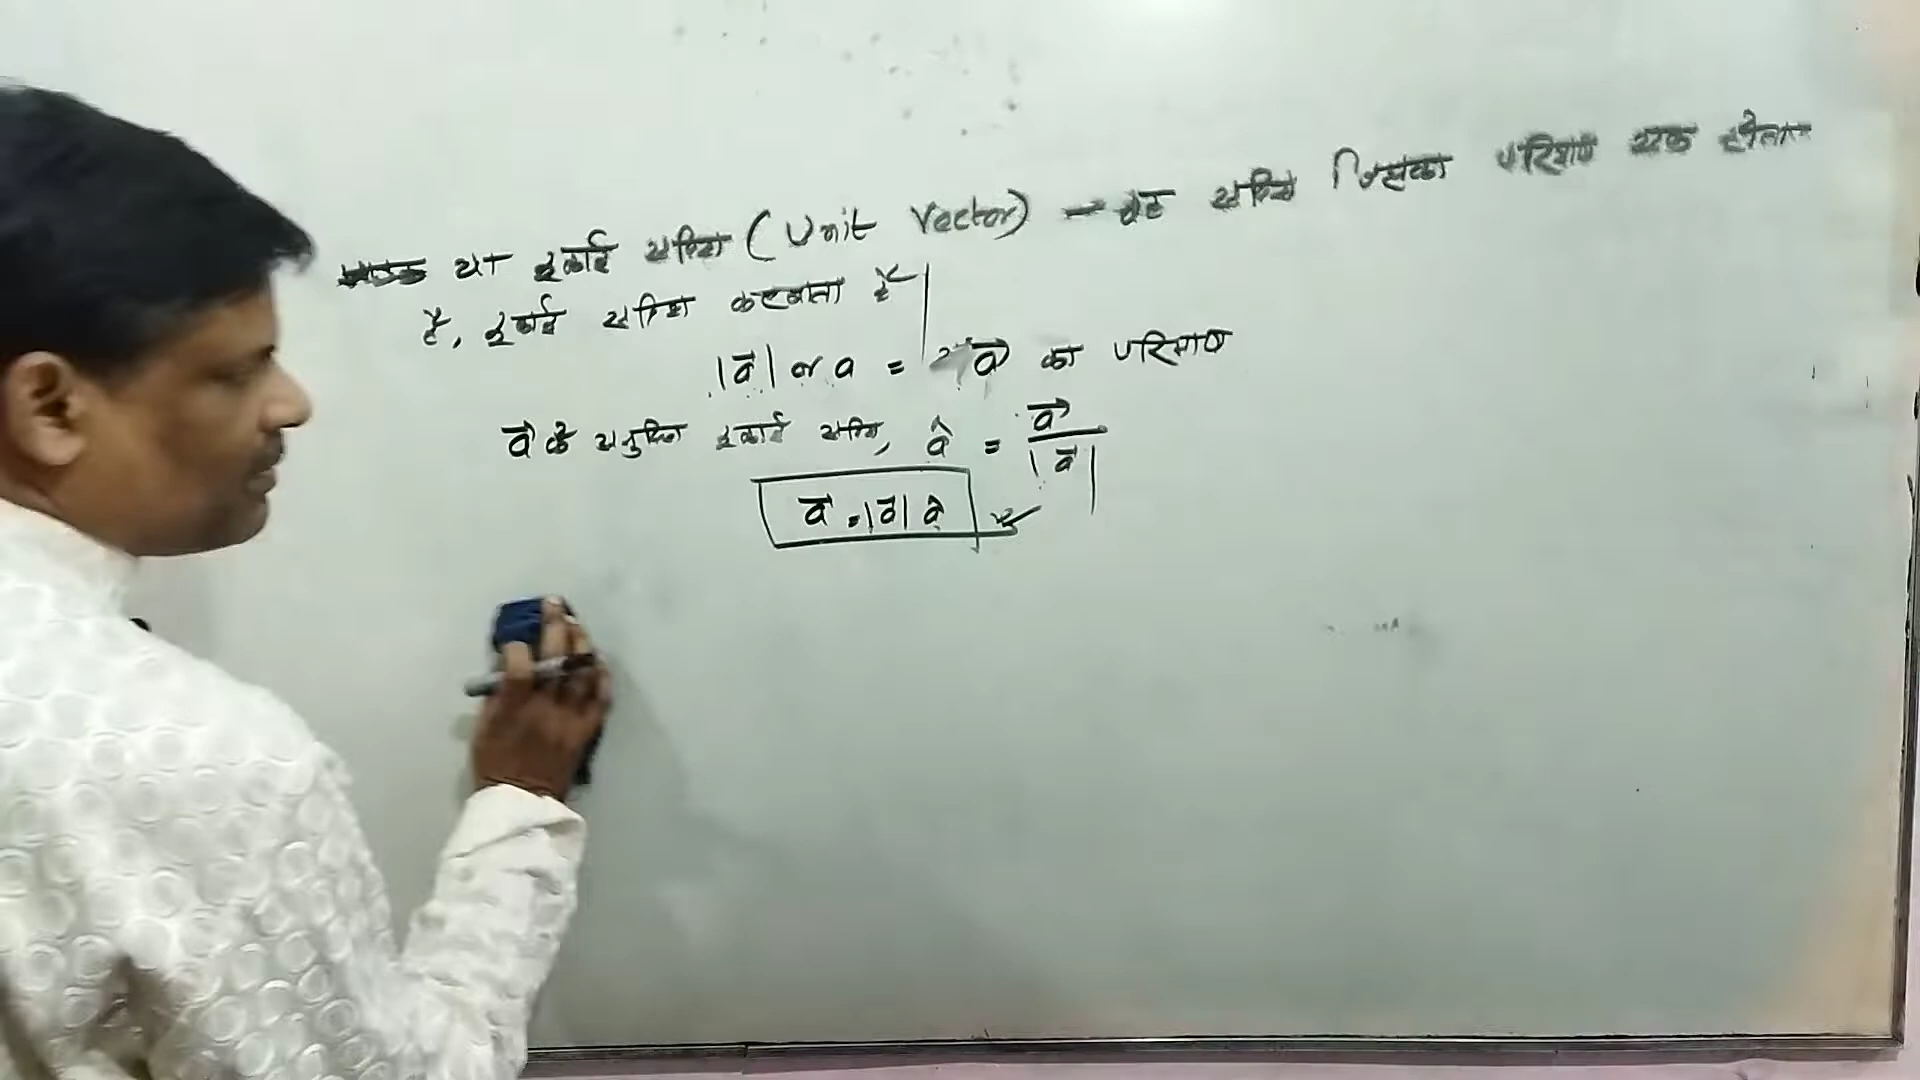 या इकाई सदिश (Unit Vector) - वह सदिश जिसका परिमाण एक होता
है, इकाई सदिश कहलाता है
|a⃗| or a = a⃗ का परिमाण
a⃗ के अनुदिश इकाई सदिश, â = a⃗ / |a⃗|
a⃗ = |a⃗| â